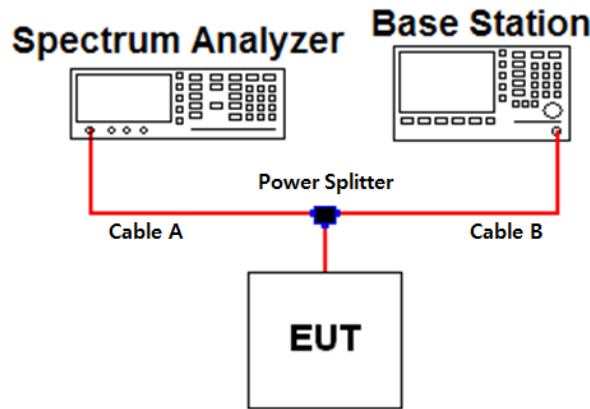 Spectrum Analyzer
Base Station
Power Splitter
Cable A
Cable B
EUT